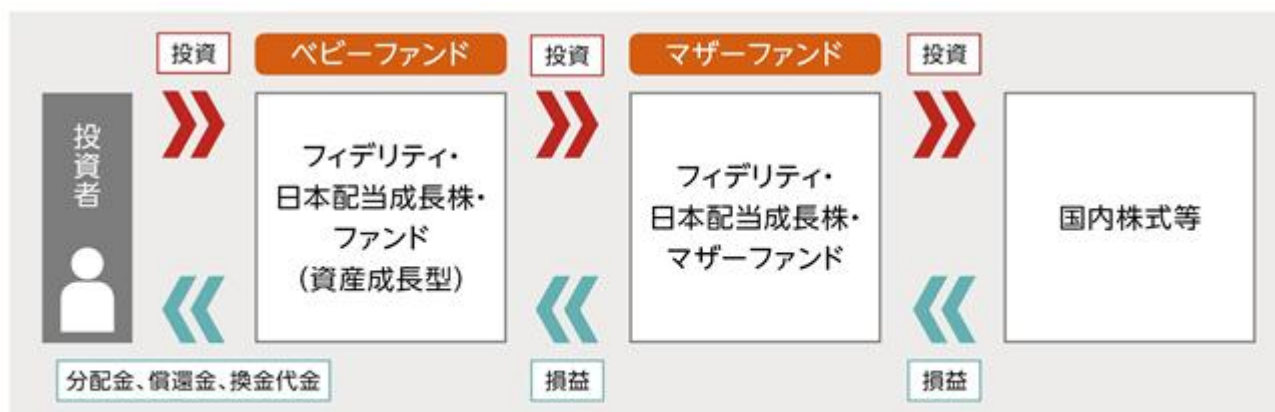 投資
ベビーファンド
投資
マザーファンド
投資
投資者
フィデリティ・
日本配当成長株・
ファンド
(資産成長型)
フィデリティ・
日本配当成長株・
マザーファンド
国内株式等
分配金、償還金、換金代金
損益
損益